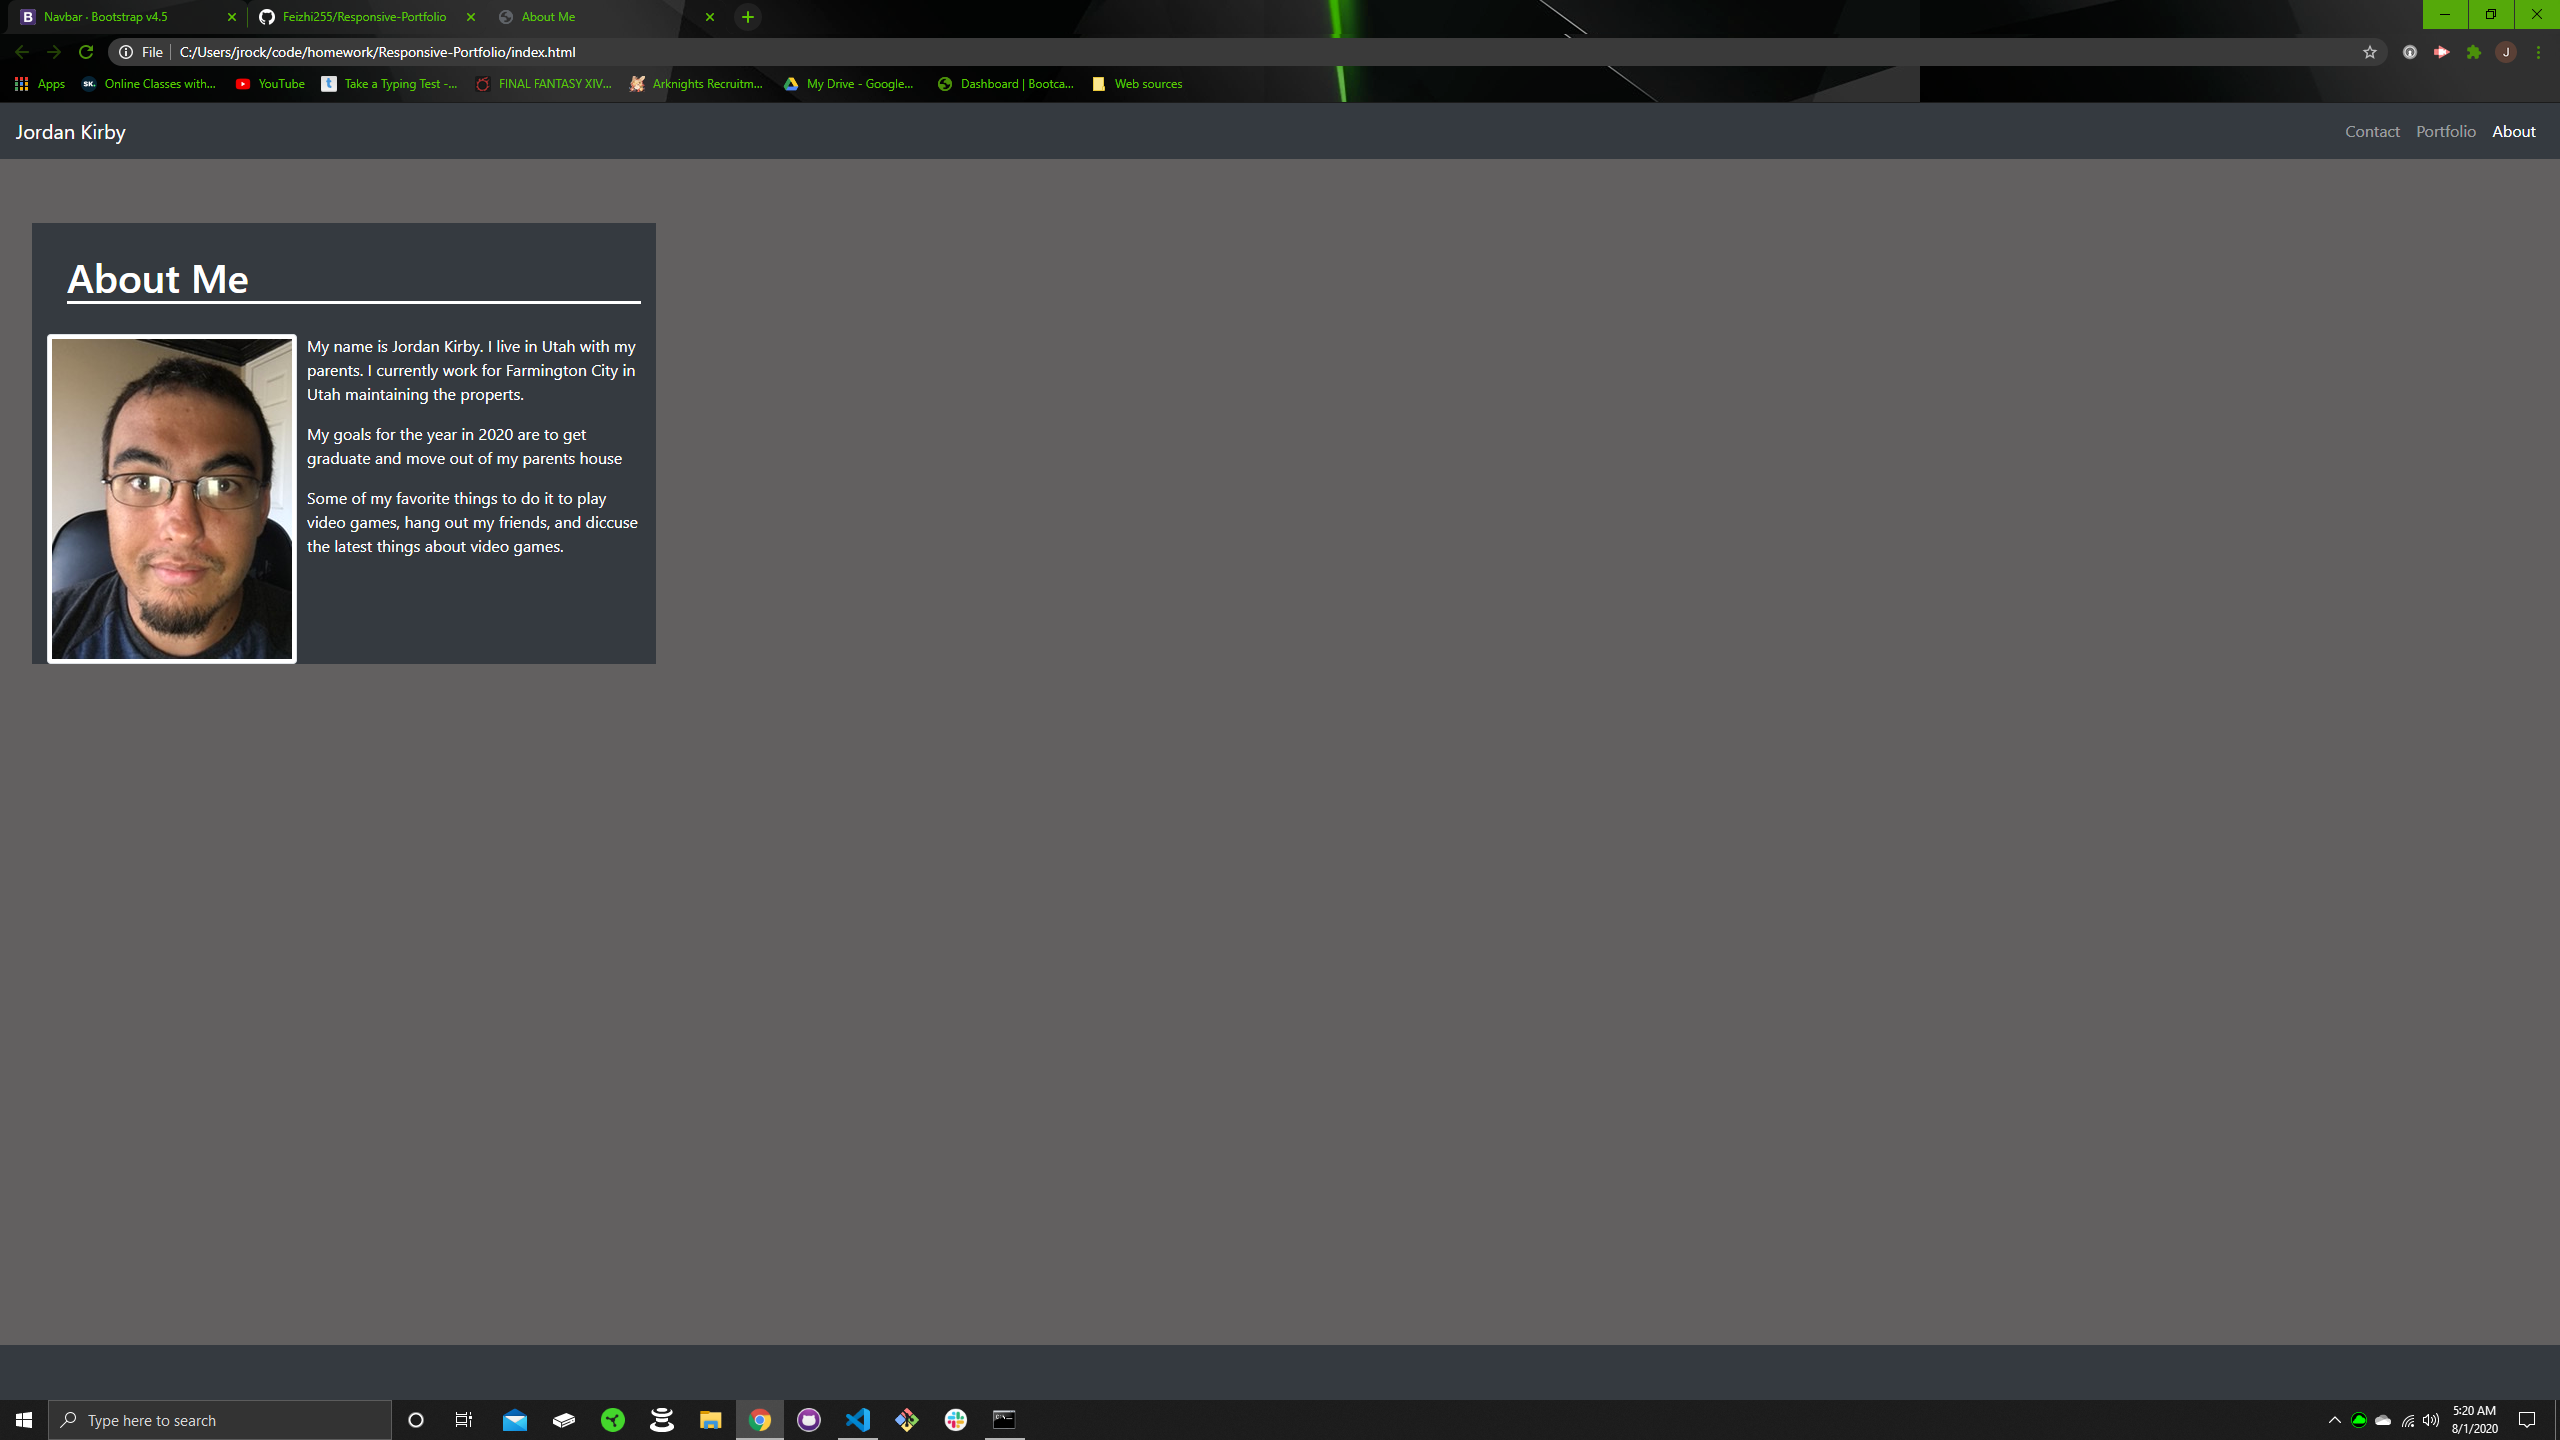 Navbar · Bootstrap v4.5
Feizhi255/Responsive-Portfolio
About Me
File
C:/Users/jrock/code/homework/Responsive-Portfolio/index.html
J
Apps
SK.
Online Classes with...
YouTube
t
Take a Typing Test -...
FINAL FANTASY XIV...
Arknights Recruitm...
My Drive - Google...
Dashboard | Bootca...
Web sources
Jordan Kirby
Contact
Portfolio
About
About Me
My name is Jordan Kirby. I live in Utah with my
parents. I currently work for Farmington City in
Utah maintaining the properts.
My goals for the year in 2020 are to get
graduate and move out of my parents house
Some of my favorite things to do it to play
video games, hang out my friends, and diccuse
the latest things about video games.
Type here to search
5:20 AM
8/1/2020